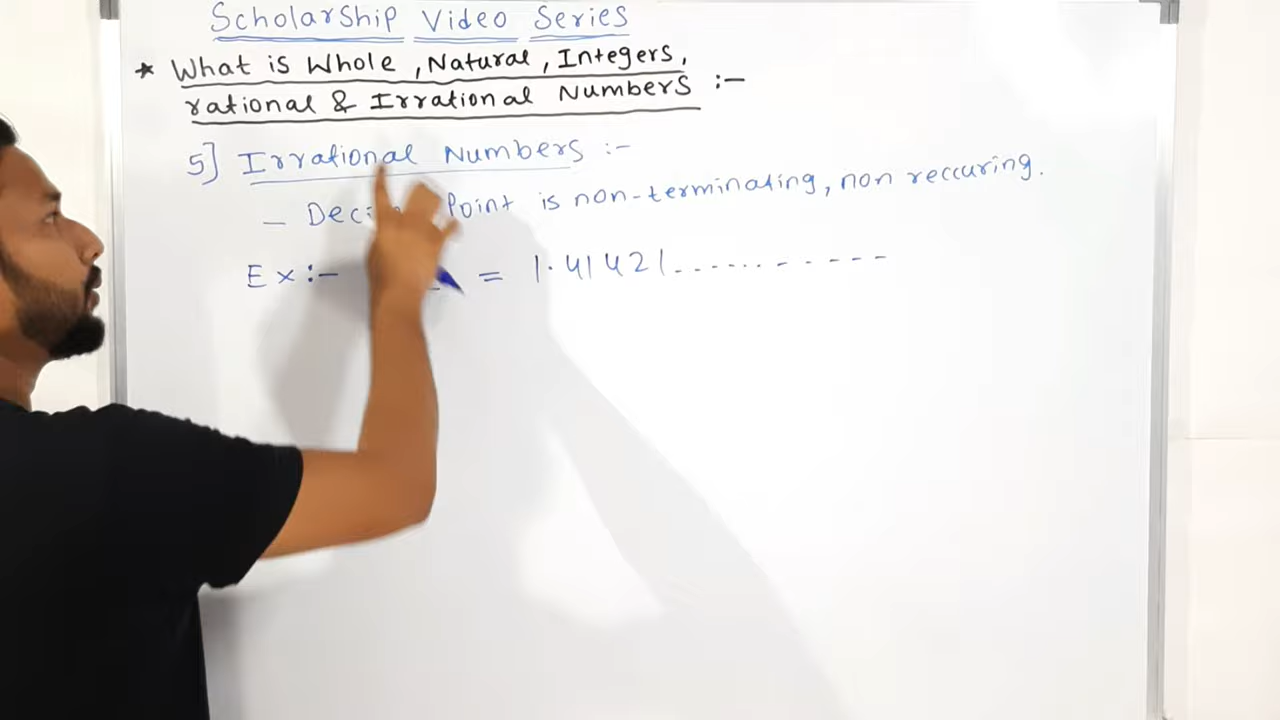 Scholarship Video Series
* What is Whole, Natural, Integers,
rational & Irrational Numbers :-
5] Irrational Numbers :-
- Point is non-terminating, non reccuring.
Ex:- = 1.41421...........